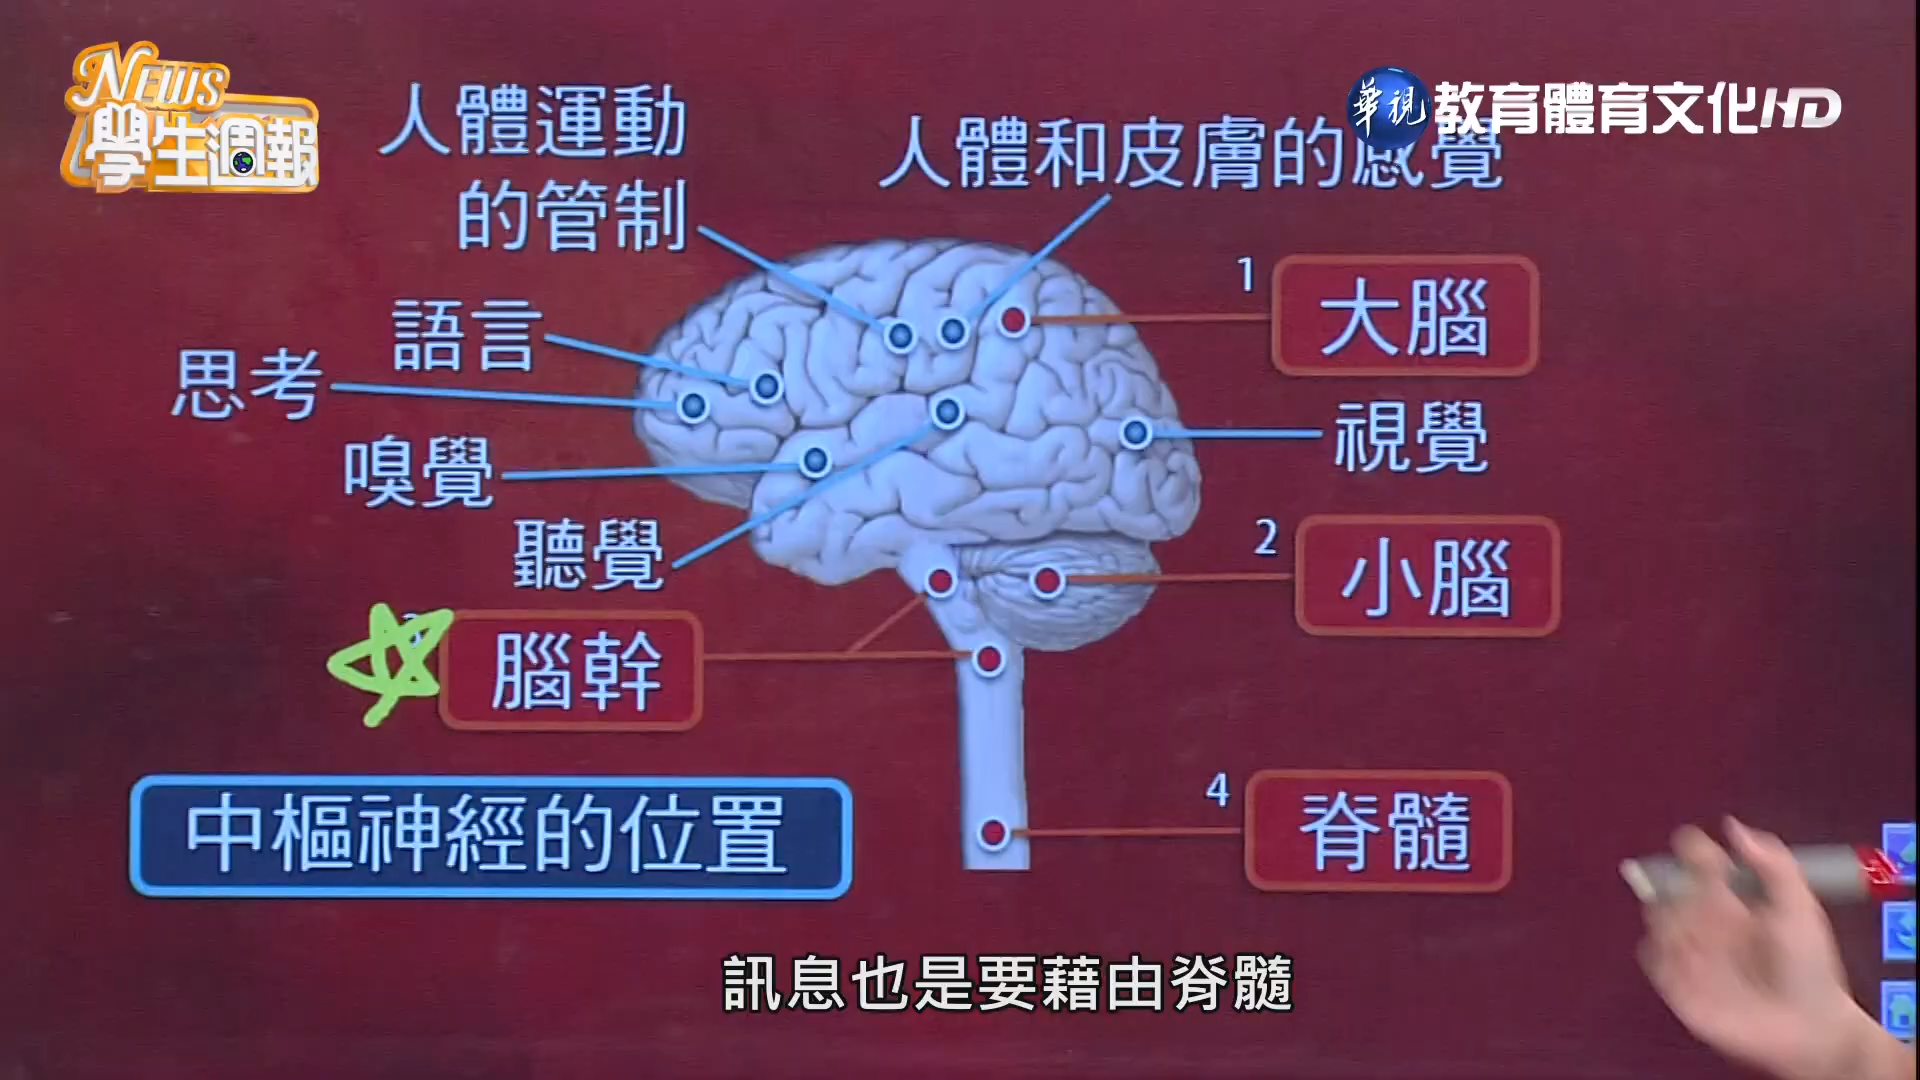 NEWS
學生週報
華視 教育體育文化HD
人體運動
的管制
人體和皮膚的感覺
1
大腦
語言
思考
視覺
嗅覺
2
小腦
聽覺
腦幹
4
脊髓
中樞神經的位置
訊息也是要藉由脊髓